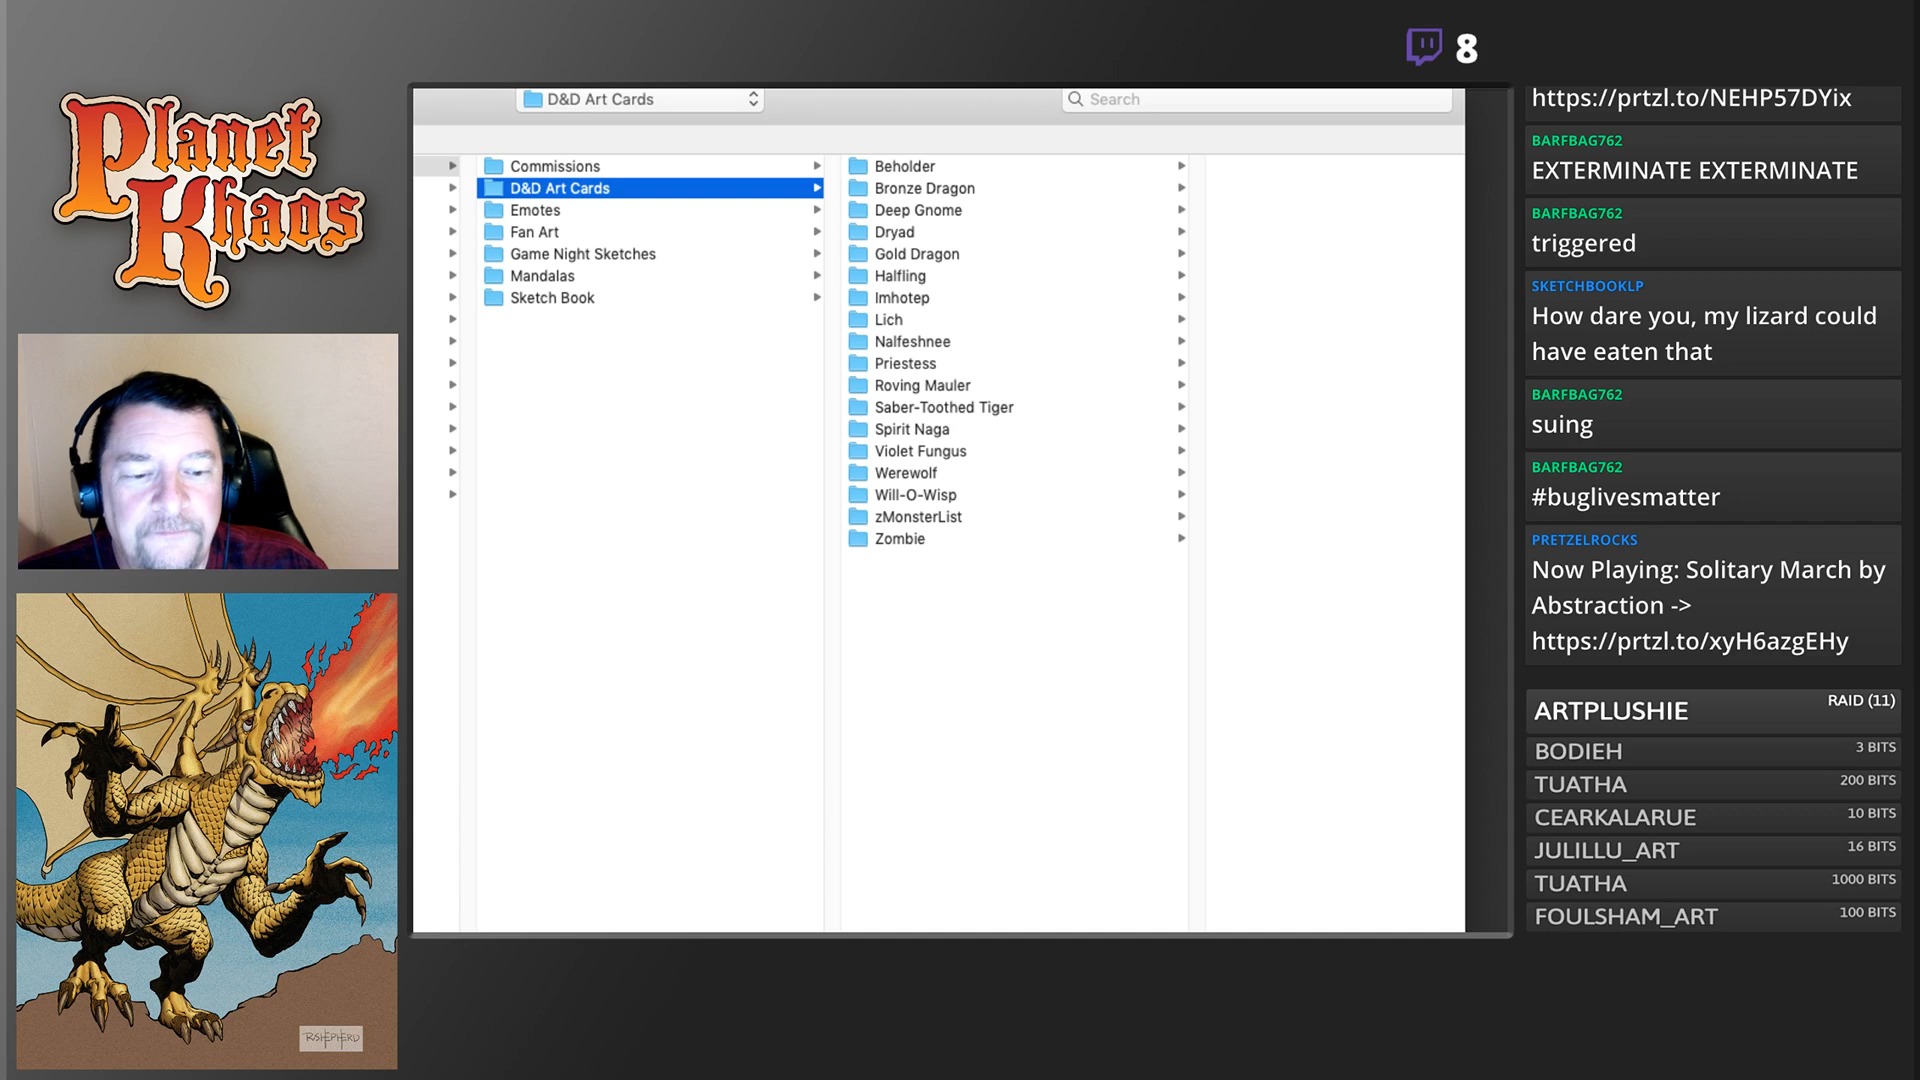 Planet
Khaos
8
D&D Art Cards
Search
Commissions
D&D Art Cards
Emotes
Fan Art
Game Night Sketches
Mandalas
Sketch Book
Beholder
Bronze Dragon
Deep Gnome
Dryad
Gold Dragon
Halfling
Imhotep
Lich
Nalfeshnee
Priestess
Roving Mauler
Saber-Toothed Tiger
Spirit Naga
Violet Fungus
Werewolf
Will-O-Wisp
zMonsterList
Zombie
https://prtzl.to/NEHP57DYix
BARFBAG762
EXTERMINATE EXTERMINATE
BARFBAG762
triggered
SKETCHBOOKLP
How dare you, my lizard could
have eaten that
BARFBAG762
suing
BARFBAG762
#buglivesmatter
PRETZELROCKS
Now Playing: Solitary March by
Abstraction ->
https://prtzl.to/xyH6azgEHy
ARTPLUSHIE RAID (11)
BODIEH 3 BITS
TUATHA 200 BITS
CEARKALARUE 10 BITS
JULILLU_ART 16 BITS
TUATHA 1000 BITS
FOULSHAM_ART 100 BITS
R.SHEPHERD